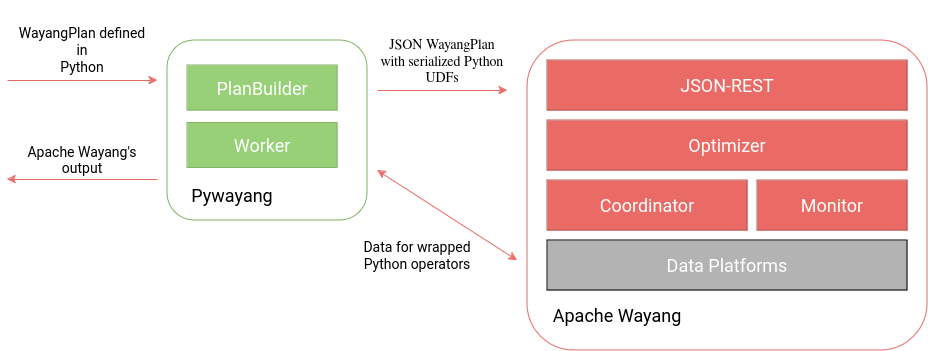 WayangPlan defined
in
Python
Apache Wayang's
output
PlanBuilder
Worker
Pywayang
JSON WayangPlan
with serialized Python
UDFs
Data for wrapped
Python operators
JSON-REST
Optimizer
Coordinator
Monitor
Data Platforms
Apache Wayang